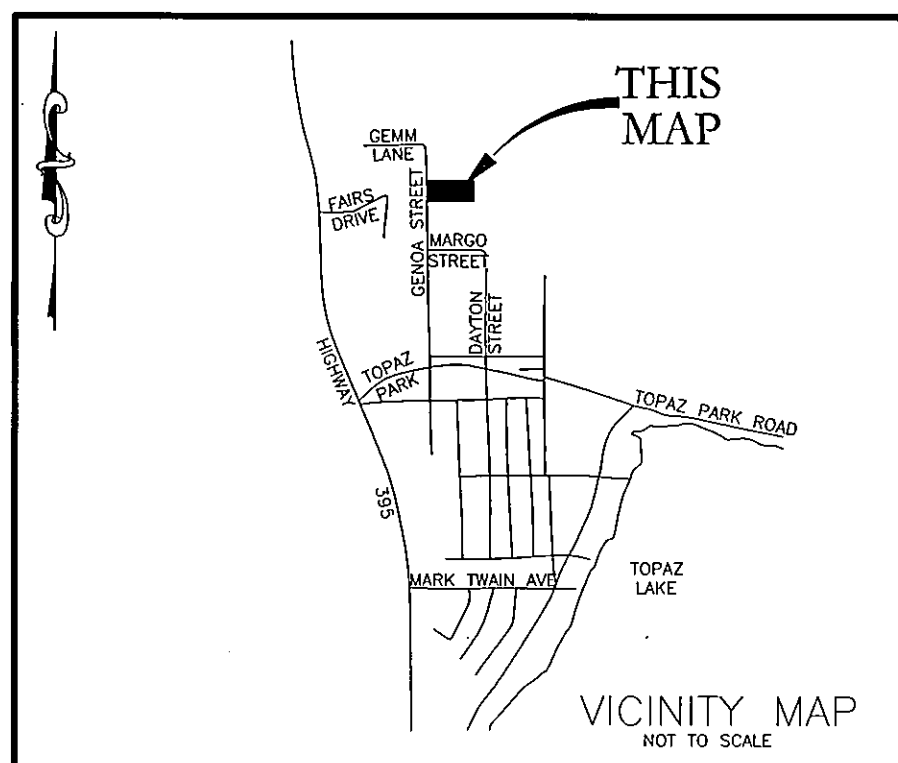 THIS
MAP
GEMM
LANE
FAIRS
DRIVE
GENOA STREET
MARGO
STREET
DAYTON
STREET
HIGHWAY
TOPAZ
PARK
TOPAZ PARK ROAD
395
TOPAZ
LAKE
MARK TWAIN AVE
VICINITY MAP
NOT TO SCALE